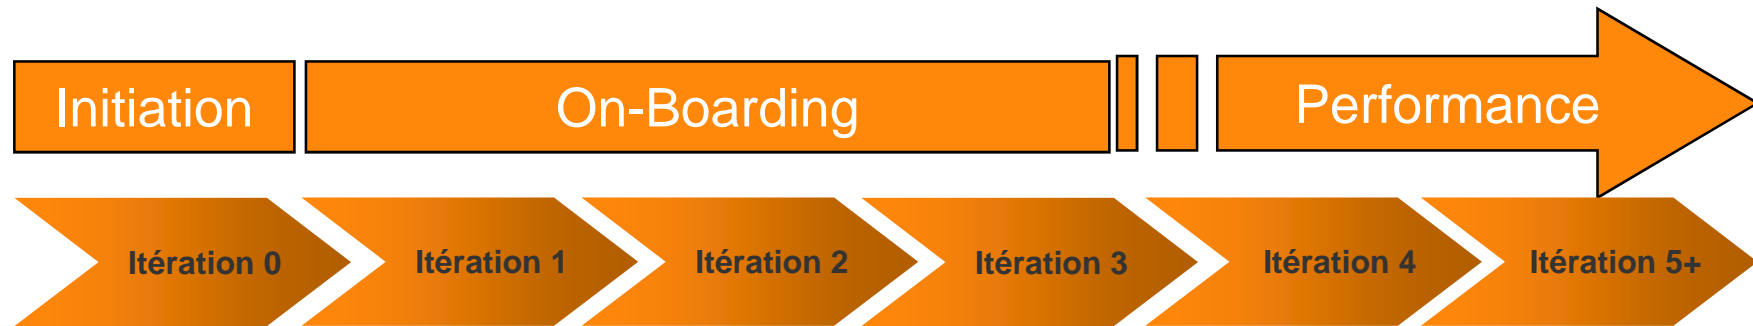 Initiation
On-Boarding
Performance
Itération 0
Itération 1
Itération 2
Itération 3
Itération 4
Itération 5+